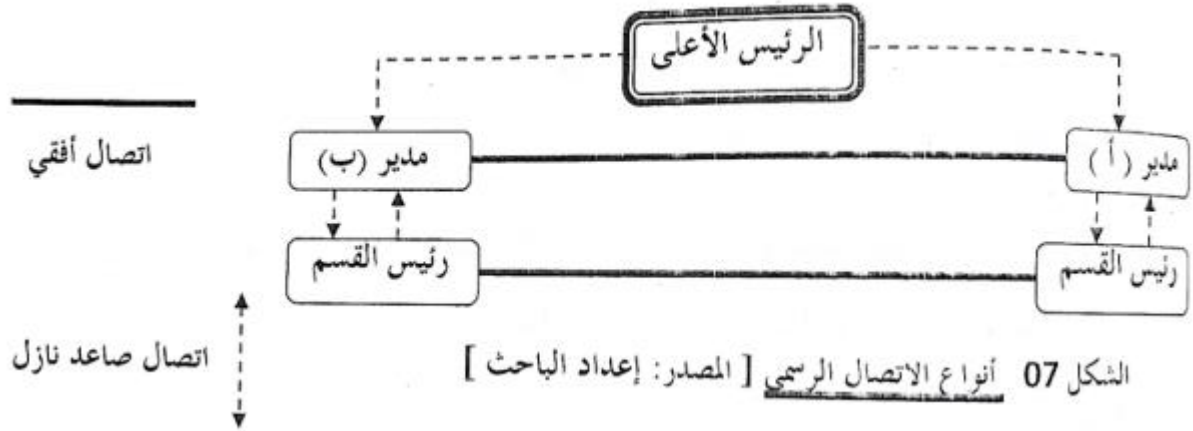 الرئيس الأعلى
مدير ( أ )
مدير (ب)
اتصال أفقي
رئيس القسم
رئيس القسم
اتصال صاعد نازل
الشكل 07 أنواع الاتصال الرسمي [ المصدر: إعداد الباحث ]